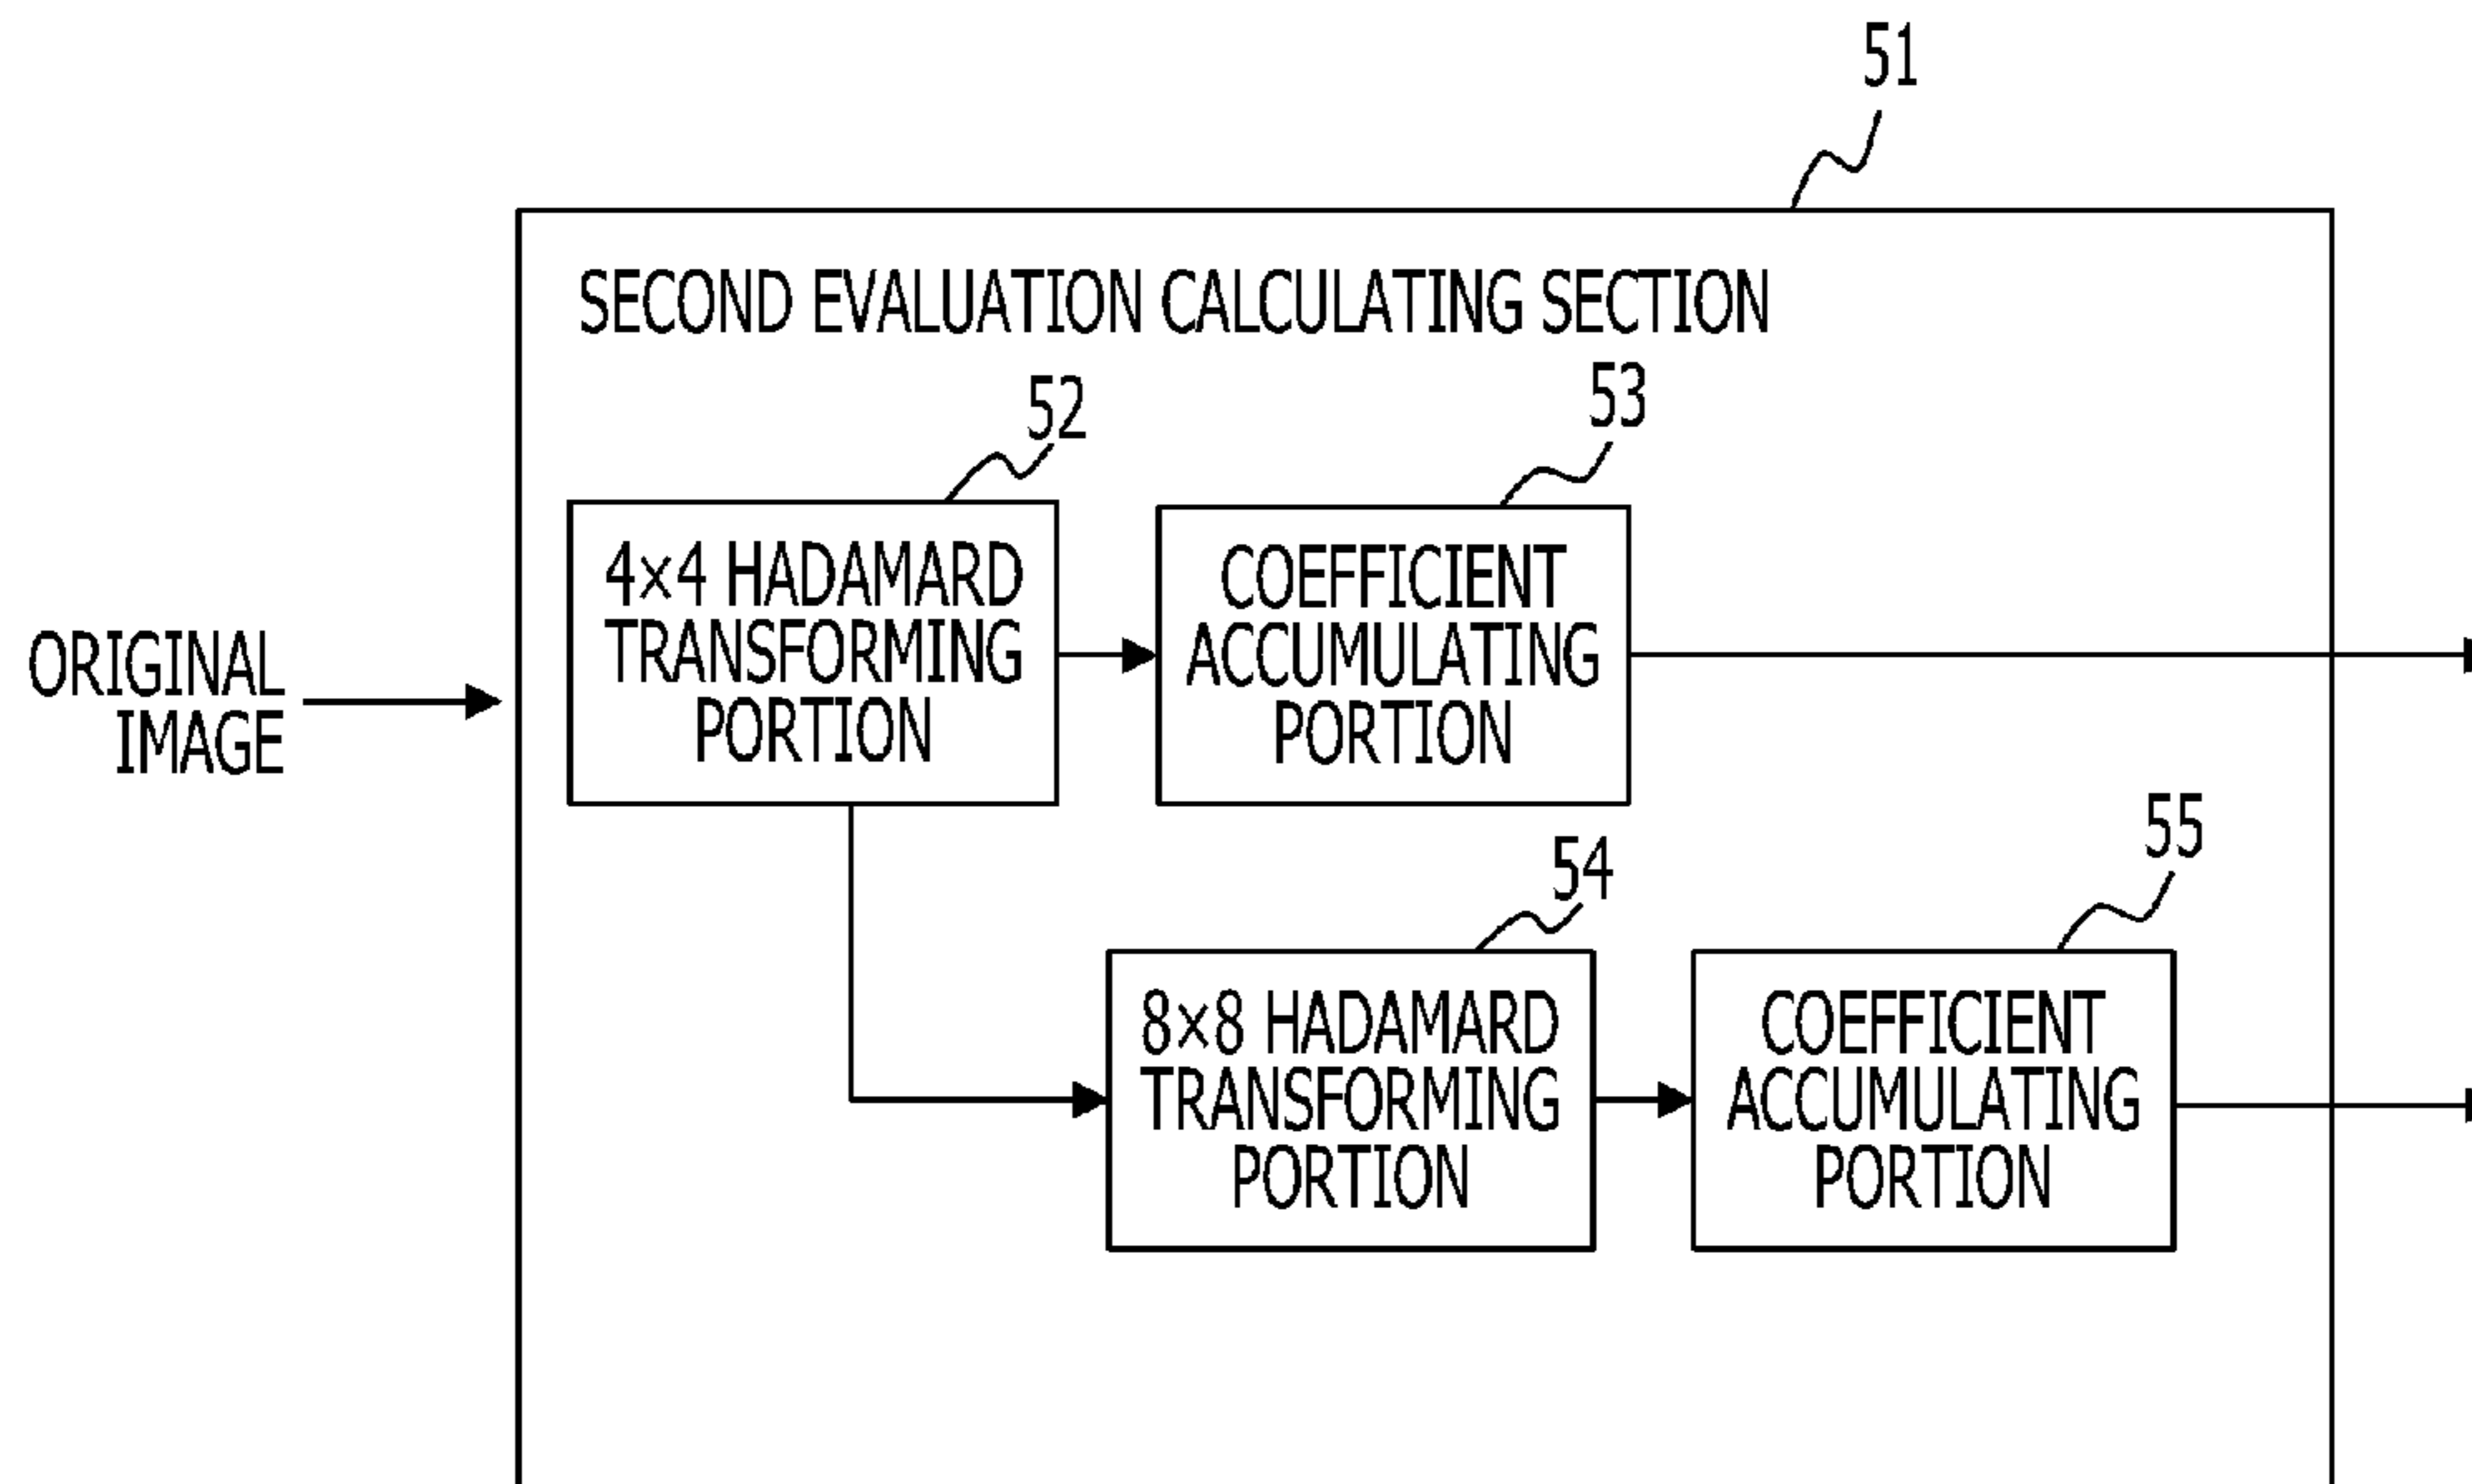 51
SECOND EVALUATION CALCULATING SECTION
52
53
4×4 HADAMARD
TRANSFORMING
PORTION
COEFFICIENT
ACCUMULATING
PORTION
ORIGINAL
IMAGE
54
55
8×8 HADAMARD
TRANSFORMING
PORTION
COEFFICIENT
ACCUMULATING
PORTION